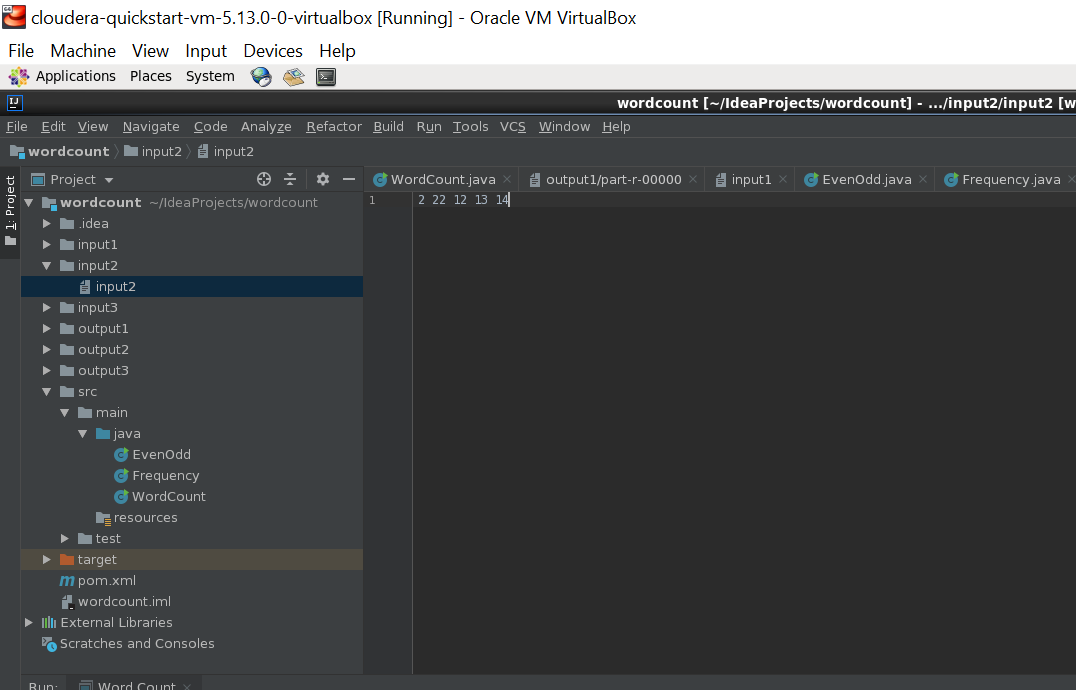 cloudera-quickstart-vm-5.13.0-0-virtualbox [Running] - Oracle VM VirtualBox
File Machine View Input Devices Help
Applications Places System
wordcount [~/IdeaProjects/wordcount] - .../input2/input2 [w
File Edit View Navigate Code Analyze Refactor Build Run Tools VCS Window Help
wordcount input2 input2
1: Project
Project
WordCount.java output1/part-r-00000 input1 EvenOdd.java Frequency.java
1 2 22 12 13 14
wordcount ~/IdeaProjects/wordcount
.idea
input1
input2
input2
input3
output1
output2
output3
src
main
java
EvenOdd
Frequency
WordCount
resources
test
target
pom.xml
wordcount.iml
External Libraries
Scratches and Consoles
Run: Word Count